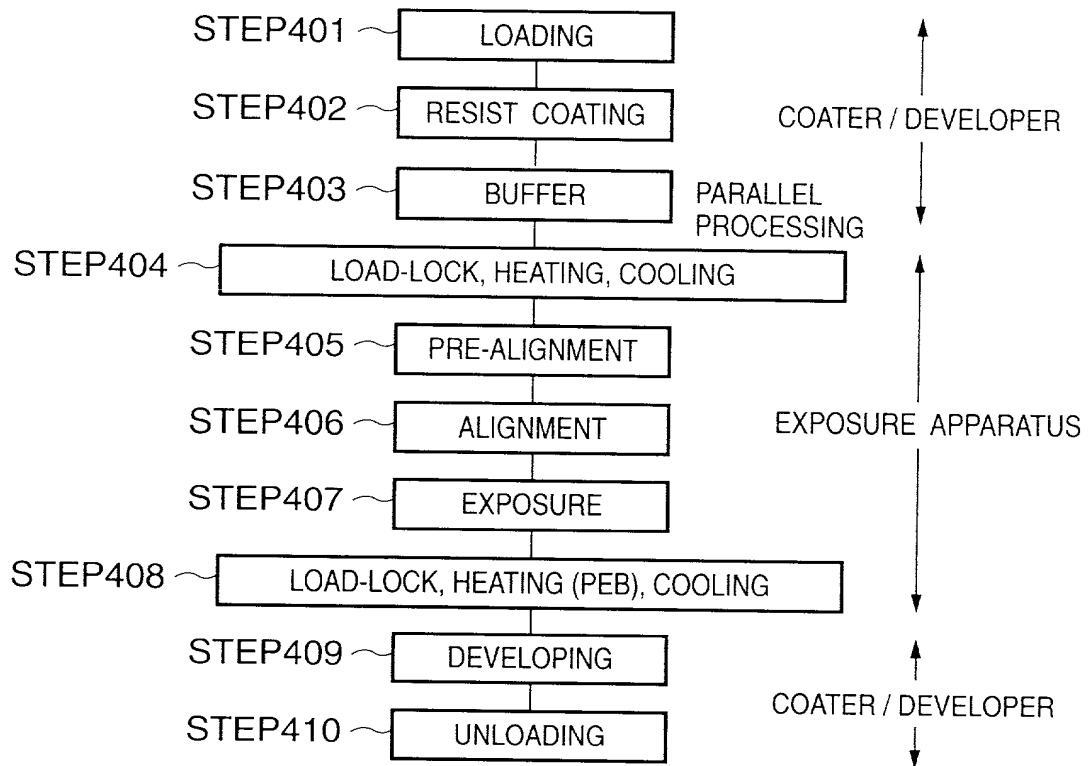 STEP401 LOADING
STEP402 RESIST COATING
COATER / DEVELOPER
STEP403 BUFFER
PARALLEL
PROCESSING
STEP404 LOAD-LOCK, HEATING, COOLING
STEP405 PRE-ALIGNMENT
STEP406 ALIGNMENT
EXPOSURE APPARATUS
STEP407 EXPOSURE
STEP408 LOAD-LOCK, HEATING (PEB), COOLING
STEP409 DEVELOPING
COATER / DEVELOPER
STEP410 UNLOADING